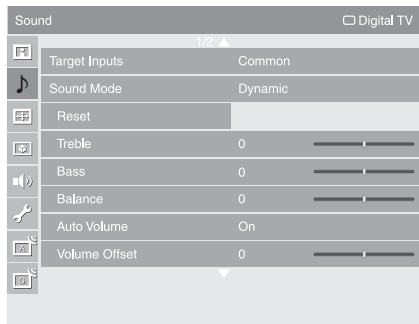 Sound Digital TV
1/2
Target Inputs Common
Sound Mode Dynamic
Reset
Treble 0
Bass 0
Balance 0
Auto Volume On
Volume Offset 0
A
D